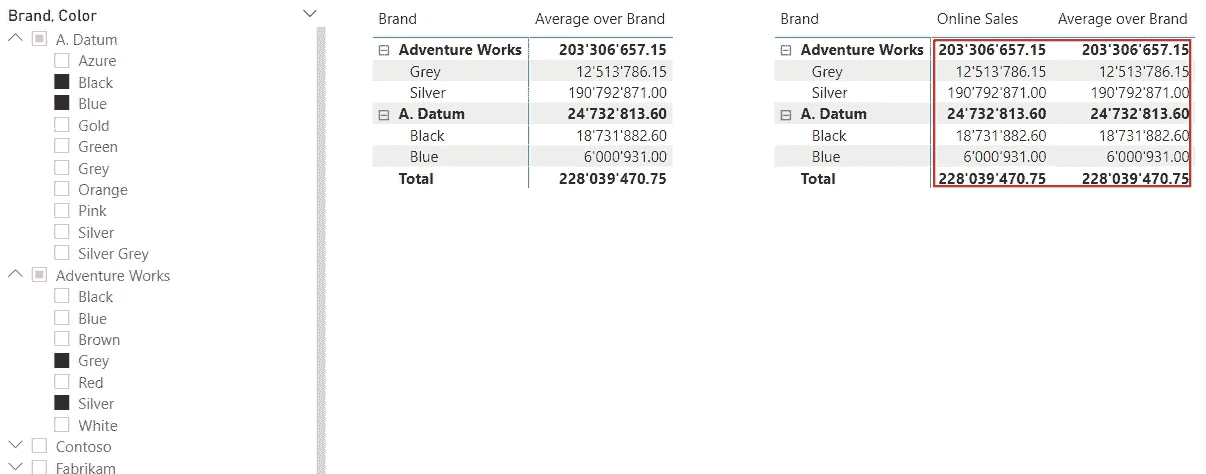 Brand, Color
A. Datum
Azure
Black
Blue
Gold
Green
Grey
Orange
Pink
Silver
Silver Grey
Adventure Works
Black
Blue
Brown
Grey
Red
Silver
White
Contoso
Fabrikam
Brand Average over Brand
Adventure Works 203'306'657.15
Grey 12'513'786.15
Silver 190'792'871.00
A. Datum 24'732'813.60
Black 18'731'882.60
Blue 6'000'931.00
Total 228'039'470.75
Brand Online Sales Average over Brand
Adventure Works 203'306'657.15 203'306'657.15
Grey 12'513'786.15 12'513'786.15
Silver 190'792'871.00 190'792'871.00
A. Datum 24'732'813.60 24'732'813.60
Black 18'731'882.60 18'731'882.60
Blue 6'000'931.00 6'000'931.00
Total 228'039'470.75 228'039'470.75